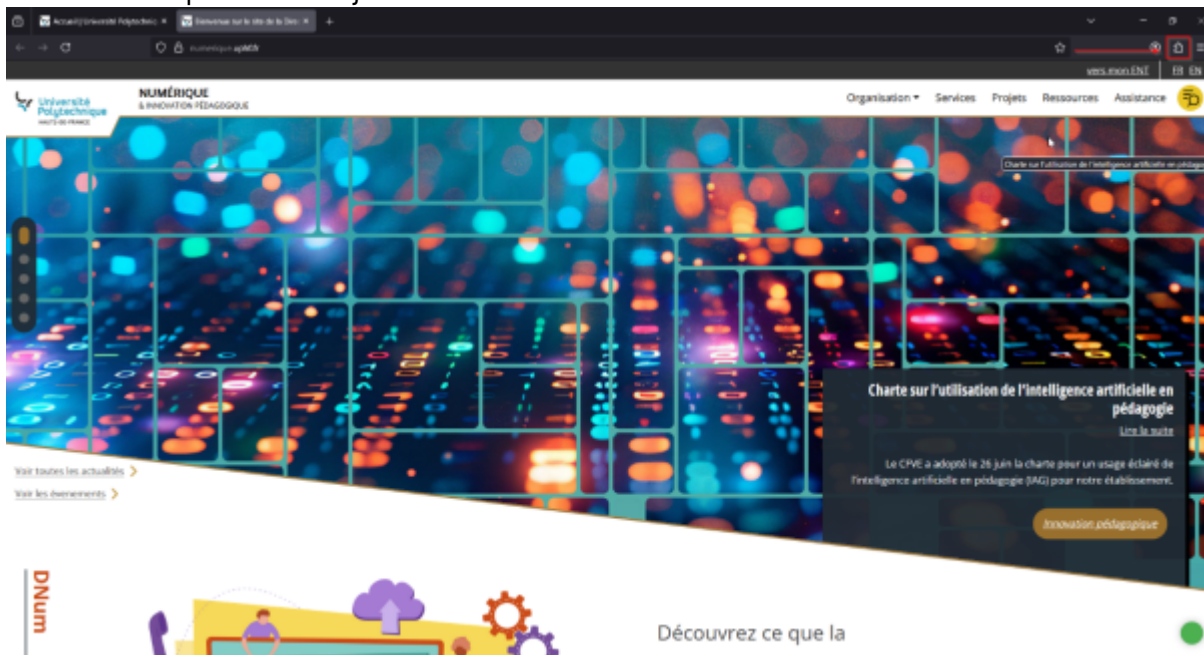 Accueil | Université Polytechnic
Bienvenue sur le site de la Direc
numerique.uphf.fr
vers mon ENT
FR EN
Université
Polytechnique
HAUTS-DE-FRANCE
NUMÉRIQUE
& INNOVATION PÉDAGOGIQUE
Organisation
Services
Projets
Ressources
Assistance
Charte sur l'utilisation de l'intelligence artificielle en pédagog
Charte sur l'utilisation de l'intelligence artificielle en
pédagogie
Lire la suite
Le CFVE a adopté le 26 juin la charte pour un usage éclairé de
l'intelligence artificielle en pédagogie (IAG) pour notre établissement.
Innovation pédagogique
Voir toutes les actualités
Voir les évenements
DNum
Découvrez ce que la